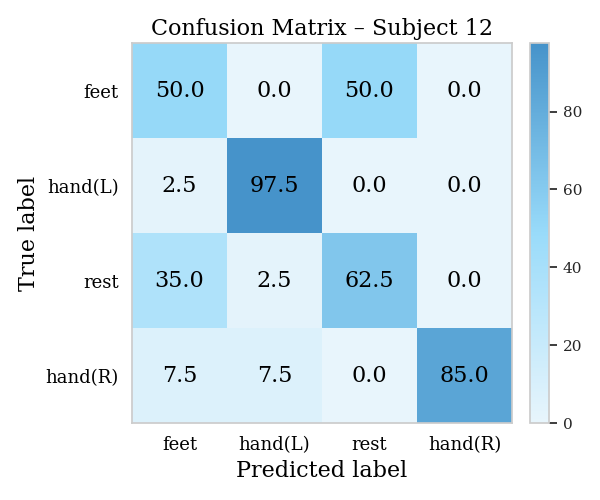 Confusion Matrix – Subject 12
feet 50.0 0.0 50.0 0.0
hand(L) 2.5 97.5 0.0 0.0
rest 35.0 2.5 62.5 0.0
hand(R) 7.5 7.5 0.0 85.0
feet hand(L) rest hand(R)
Predicted label
True label
80
60
40
20
0